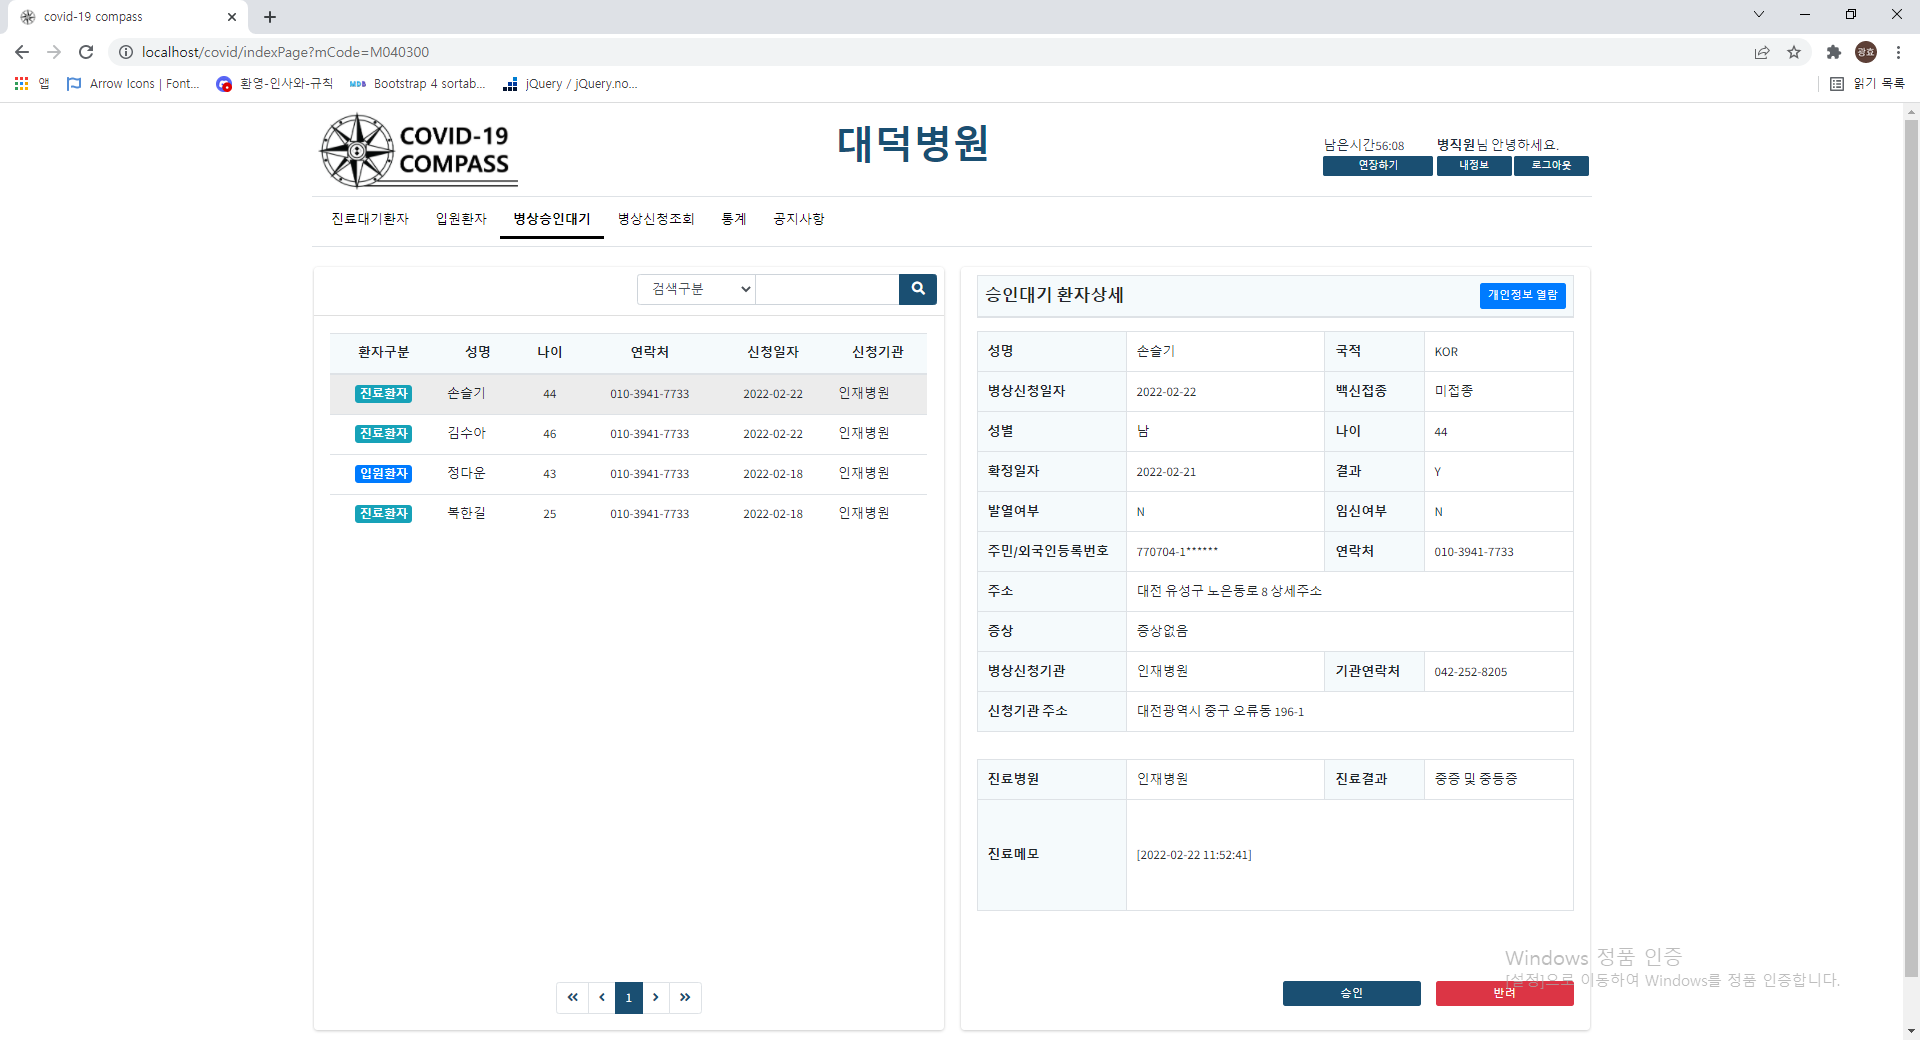 covid-19 compass
localhost/covid/indexPage?mCode=M040300
광효
앱 Arrow Icons | Font... 환영-인사와-규칙 MDB Bootstrap 4 sortab... jQuery / jQuery.no... 읽기 목록
COVID-19
COMPASS
대덕병원
남은시간56:08 병직원님 안녕하세요.
연장하기 내정보 로그아웃
진료대기환자 입원환자 병상승인대기 병상신청조회 통계 공지사항
검색구분
환자구분 성명 나이 연락처 신청일자 신청기관
진료환자 손슬기 44 010-3941-7733 2022-02-22 인재병원
진료환자 김수아 46 010-3941-7733 2022-02-22 인재병원
입원환자 정다운 43 010-3941-7733 2022-02-18 인재병원
진료환자 복한길 25 010-3941-7733 2022-02-18 인재병원
« ‹ 1 › »
승인대기 환자상세 개인정보 열람
성명 손슬기 국적 KOR
병상신청일자 2022-02-22 백신접종 미접종
성별 남 나이 44
확정일자 2022-02-21 결과 Y
발열여부 N 임신여부 N
주민/외국인등록번호 770704-1****** 연락처 010-3941-7733
주소 대전 유성구 노은동로 8 상세주소
증상 증상없음
병상신청기관 인재병원 기관연락처 042-252-8205
신청기관 주소 대전광역시 중구 오류동 196-1
진료병원 인재병원 진료결과 중증 및 중등증
진료메모 [2022-02-22 11:52:41]
승인 반려
Windows 정품 인증
[설정]으로 이동하여 Windows를 정품 인증합니다.